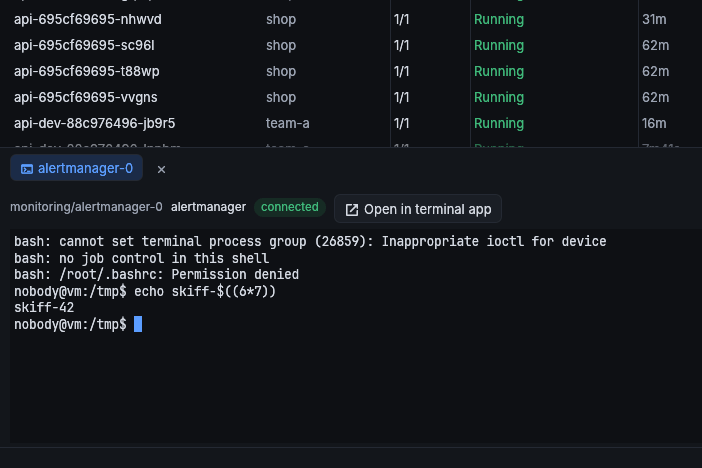 api-695cf69695-nhwvd shop 1/1 Running 31m
api-695cf69695-sc96l shop 1/1 Running 62m
api-695cf69695-t88wp shop 1/1 Running 62m
api-695cf69695-vvgns shop 1/1 Running 62m
api-dev-88c976496-jb9r5 team-a 1/1 Running 16m
alertmanager-0 ×
monitoring/alertmanager-0 alertmanager connected Open in terminal app
bash: cannot set terminal process group (26859): Inappropriate ioctl for device
bash: no job control in this shell
bash: /root/.bashrc: Permission denied
nobody@vm:/tmp$ echo skiff-$((6*7))
skiff-42
nobody@vm:/tmp$